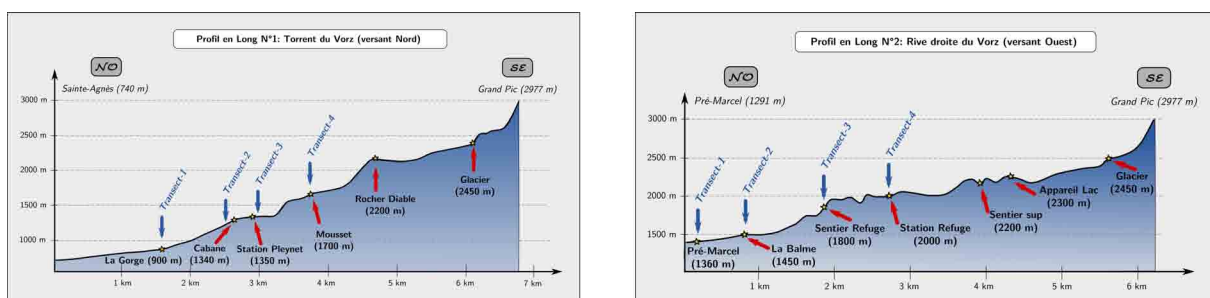 Profil en Long N°1: Torrent du Vorz (versant Nord)
NO
SE
Sainte-Agnès (740 m)
Grand Pic (2977 m)
3000 m
2500 m
2000 m
1500 m
1000 m
Transect-1
Transect-2
Transect-3
Transect-4
La Gorge (900 m)
Cabane
(1340 m)
Station Pleynet
(1350 m)
Mousset
(1700 m)
Rocher Diable
(2200 m)
Glacier
(2450 m)
1 km
2 km
3 km
4 km
5 km
6 km
7 km
Profil en Long N°2: Rive droite du Vorz (versant Ouest)
NO
SE
Pré-Marcel (1291 m)
Grand Pic (2977 m)
3000 m
2500 m
2000 m
1500 m
Transect-1
Transect-2
Transect-3
Transect-4
Pré-Marcel
(1360 m)
La Balme
(1450 m)
Sentier Refuge
(1800 m)
Station Refuge
(2000 m)
Sentier sup
(2200 m)
Appareil Lac
(2300 m)
Glacier
(2450 m)
1 km
2 km
3 km
4 km
5 km
6 km